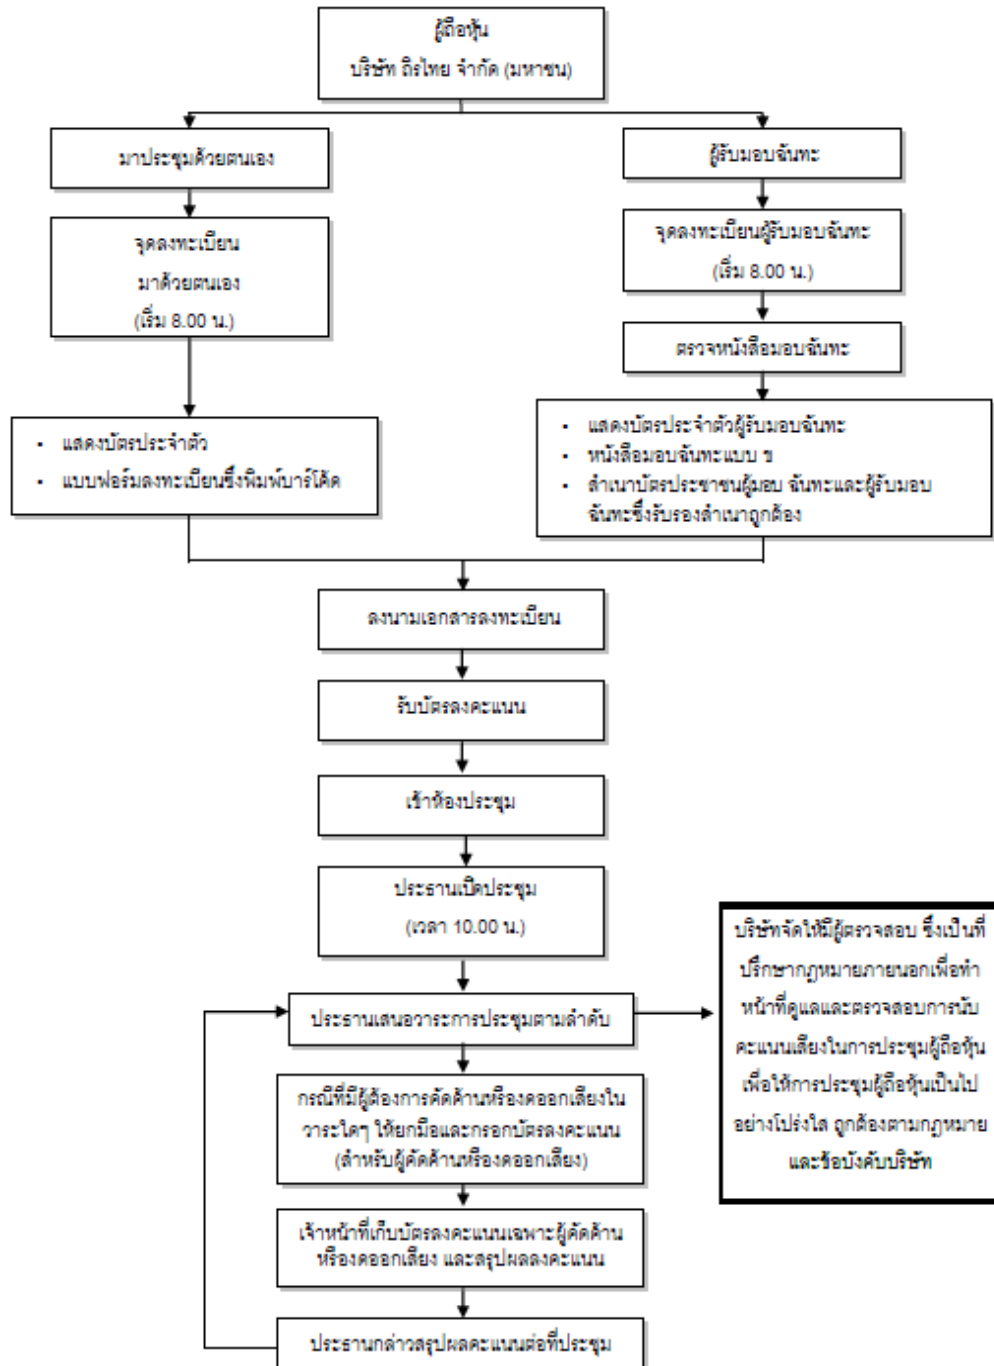 ผู้ถือหุ้น
บริษัท ถิรไทย จำกัด (มหาชน)
มาประชุมด้วยตนเอง
ผู้รับมอบฉันทะ
จุดลงทะเบียน
มาด้วยตนเอง
(เริ่ม 8.00 น.)
จุดลงทะเบียนผู้รับมอบฉันทะ
(เริ่ม 8.00 น.)
ตรวจหนังสือมอบฉันทะ
▪ แสดงบัตรประจำตัว
▪ แบบฟอร์มลงทะเบียนซึ่งพิมพ์บาร์โค้ด
▪ แสดงบัตรประจำตัวผู้รับมอบฉันทะ
▪ หนังสือมอบฉันทะแบบ ข
▪ สำเนาบัตรประชาชนผู้มอบ ฉันทะและผู้รับมอบ
ฉันทะซึ่งรับรองสำเนาถูกต้อง
ลงนามเอกสารลงทะเบียน
รับบัตรลงคะแนน
เข้าห้องประชุม
ประธานเปิดประชุม
(เวลา 10.00 น.)
ประธานเสนอวาระการประชุมตามลำดับ
บริษัทจัดให้มีผู้ตรวจสอบ ซึ่งเป็นที่
ปรึกษากฎหมายภายนอกเพื่อทำ
หน้าที่ดูแลและตรวจสอบการนับ
คะแนนเสียงในการประชุมผู้ถือหุ้น
เพื่อให้การประชุมผู้ถือหุ้นเป็นไป
อย่างโปร่งใส ถูกต้องตามกฎหมาย
และข้อบังคับบริษัท
กรณีที่มีผู้ต้องการคัดค้านหรืองดออกเสียงใน
วาระใดๆ ให้ยกมือและกรอกบัตรลงคะแนน
(สำหรับผู้คัดค้านหรืองดออกเสียง)
เจ้าหน้าที่เก็บบัตรลงคะแนนเฉพาะผู้คัดค้าน
หรืองดออกเสียง และสรุปผลลงคะแนน
ประธานกล่าวสรุปผลคะแนนต่อที่ประชุม